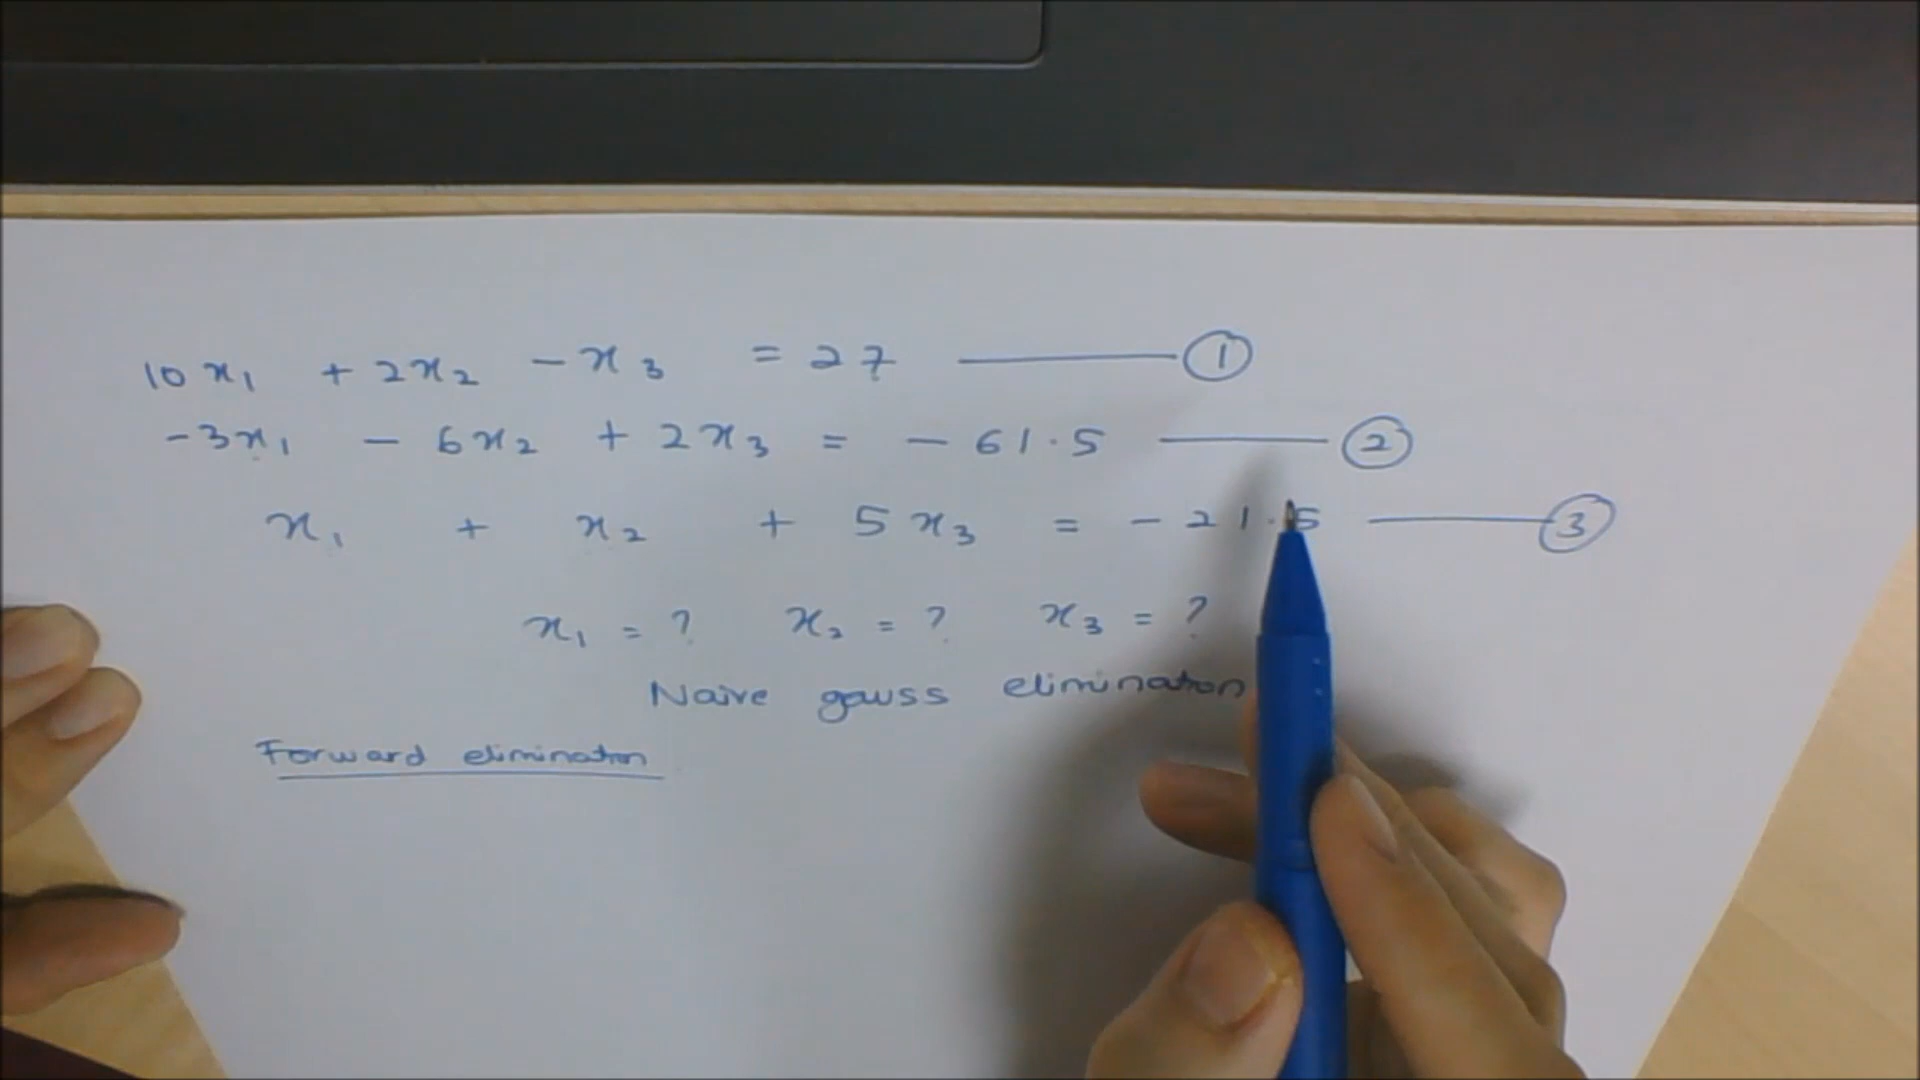 10x₁ + 2x₂ - x₃ = 27 ——— ①
-3x₁ - 6x₂ + 2x₃ = - 61.5 ——— ②
x₁ + x₂ + 5x₃ = - 21.5 ——— ③
x₁ = ? x₂ = ? x₃ = ?
Naive gauss elimination
Forward elimination